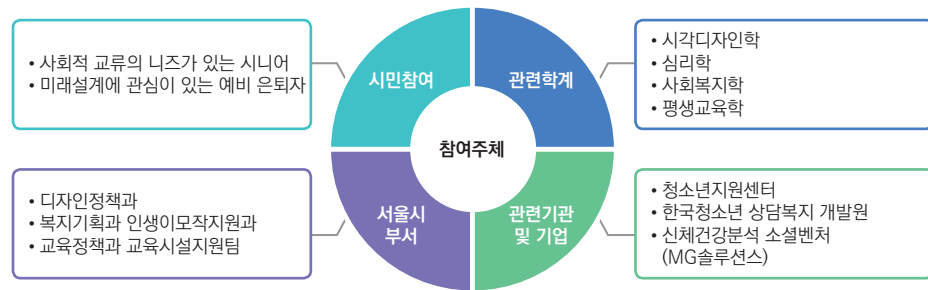 • 사회적 교류의 니즈가 있는 시니어
• 미래설계에 관심이 있는 예비 은퇴자
시민참여
관련학계
• 시각디자인학
• 심리학
• 사회복지학
• 평생교육학
참여주체
• 디자인정책과
• 복지기획과 인생이모작지원과
• 교육정책과 교육시설지원팀
서울시
부서
관련기관
및 기업
• 청소년지원센터
• 한국청소년 상담복지 개발원
• 신체건강분석 소셜벤처
(MG솔루션스)